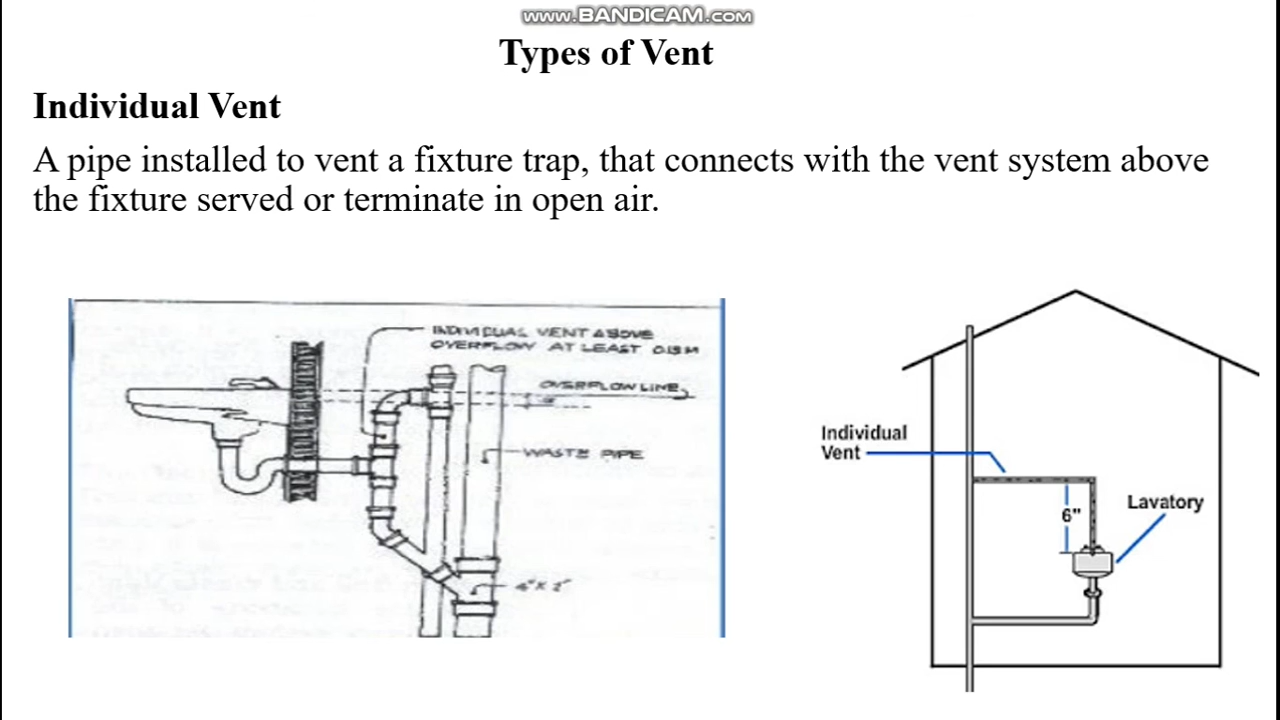 www.BANDICAM.com
Types of Vent
Individual Vent
A pipe installed to vent a fixture trap, that connects with the vent system above
the fixture served or terminate in open air.
INDIVIDUAL VENT ABOVE
OVERFLOW AT LEAST 0.15M
OVERFLOW LINE
WASTE PIPE
4" x 2"
Individual
Vent
6"
Lavatory